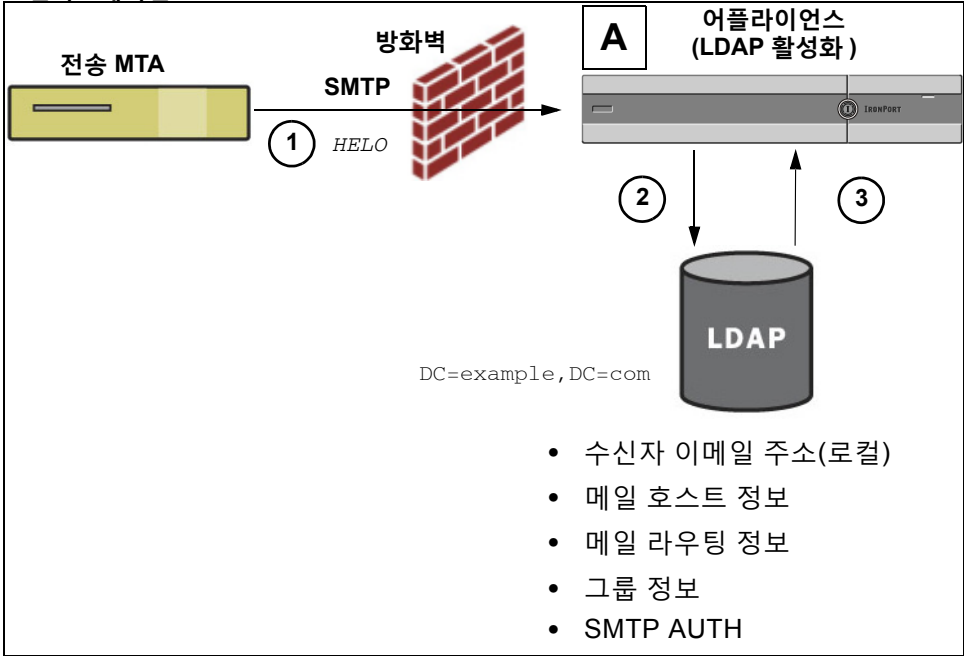 전송 MTA
방화벽
SMTP
1
HELO
A
어플라이언스
(LDAP 활성화 )
IRONPORT
2
3
LDAP
DC=example,DC=com
• 수신자 이메일 주소(로컬)
• 메일 호스트 정보
• 메일 라우팅 정보
• 그룹 정보
• SMTP AUTH